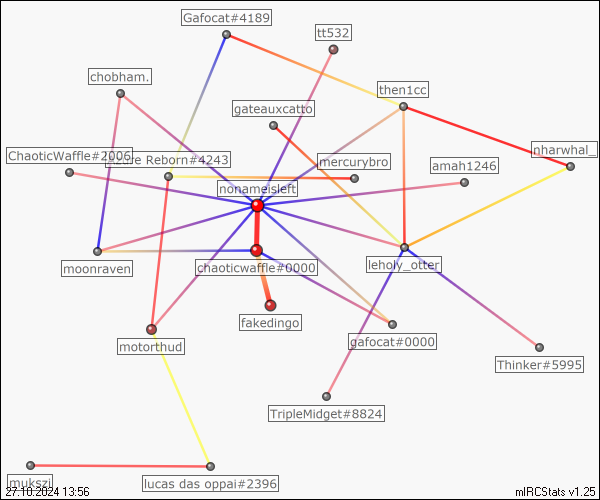 Gafocat#4189
tt532
chobham.
then1cc
gateauxcatto
nharwhal_
ChaoticWaffle#2006
Reborn#4243
mercurybro
amah1246
nonameisleft
moonraven
chaoticwaffle#0000
leholy_otter
fakedingo
motorthud
gafocat#0000
Thinker#5995
TripleMidget#8824
mukszi
lucas das oppai#2396
27.10.2024 13:56
mIRCStats v1.25